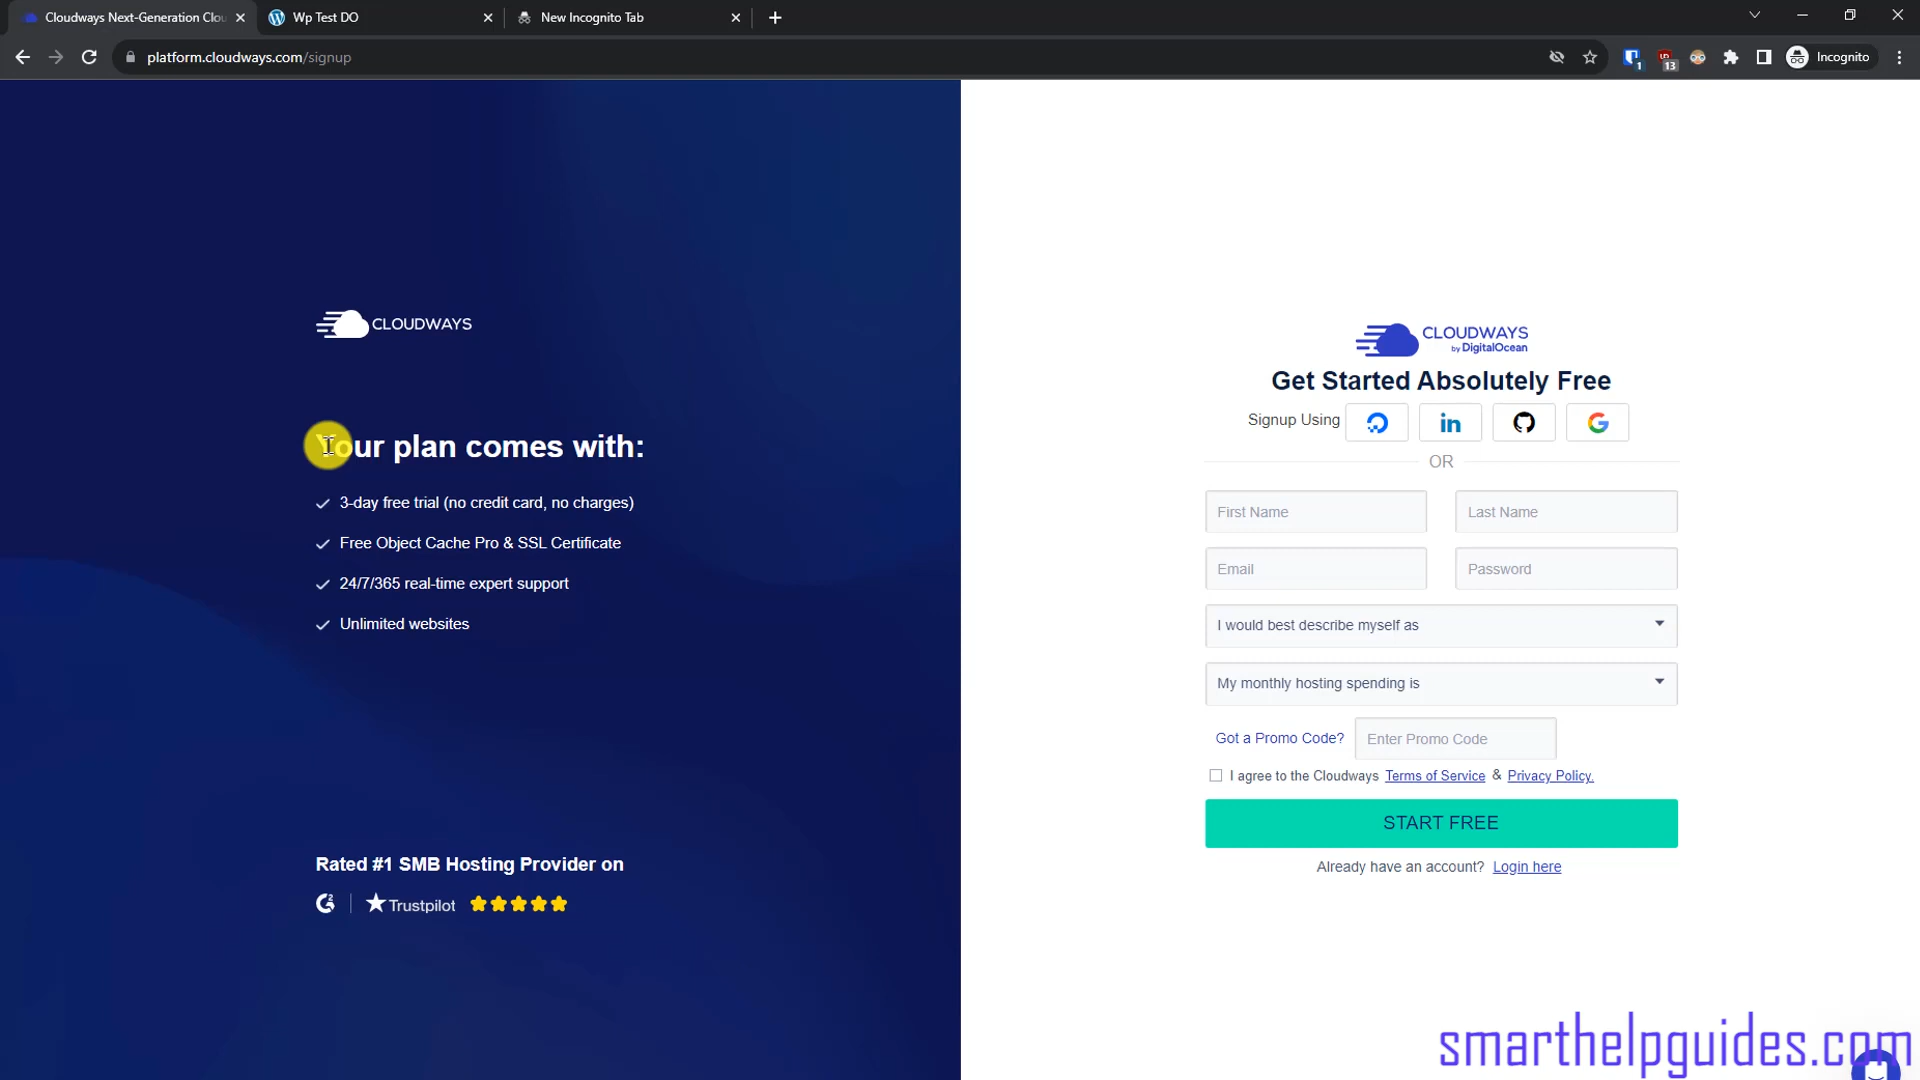 Cloudways Next-Generation Clou
Wp Test DO
New Incognito Tab
platform.cloudways.com/signup
1
13
Incognito
CLOUDWAYS
Your plan comes with:
3-day free trial (no credit card, no charges)
Free Object Cache Pro & SSL Certificate
24/7/365 real-time expert support
Unlimited websites
Rated #1 SMB Hosting Provider on
Trustpilot
CLOUDWAYS
by DigitalOcean
Get Started Absolutely Free
Signup Using
in
OR
First Name
Last Name
Email
Password
I would best describe myself as
My monthly hosting spending is
Got a Promo Code?
Enter Promo Code
I agree to the Cloudways Terms of Service & Privacy Policy.
START FREE
Already have an account? Login here
smarthelpguides.com